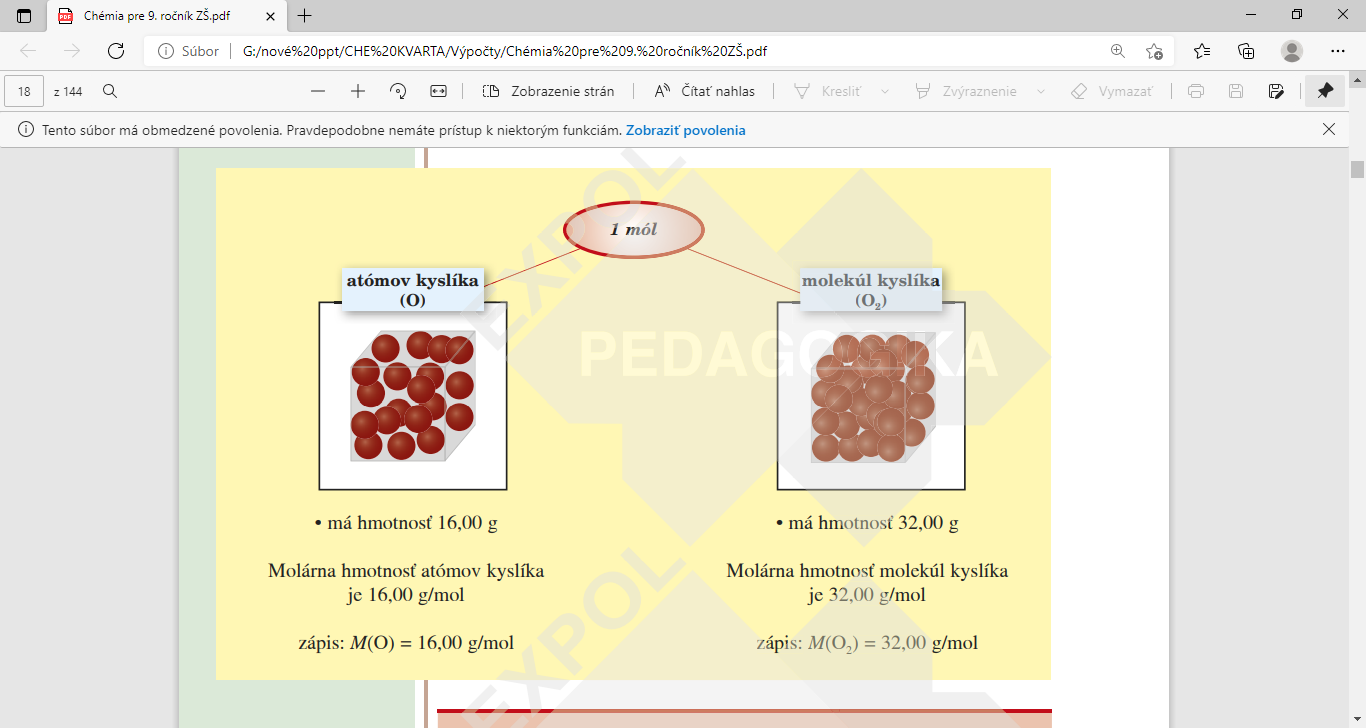 Chémia pre 9. ročník ZŠ.pdf
Súbor
G:/nové%20ppt/CHE%20KVARTA/Výpočty/Chémia%20pre%209.%20ročník%20ZŠ.pdf
18 z 144
Zobrazenie strán
Čítať nahlas
Kresliť
Zvýraznenie
Vymazať
Tento súbor má obmedzené povolenia. Pravdepodobne nemáte prístup k niektorým funkciám. Zobraziť povolenia
1 mól
atómov kyslíka
(O)
molekúl kyslíka
(O₂)
EXPOL
PEDAGOGIKA
• má hmotnosť 16,00 g
Molárna hmotnosť atómov kyslíka
je 16,00 g/mol
zápis: M(O) = 16,00 g/mol
• má hmotnosť 32,00 g
Molárna hmotnosť molekúl kyslíka
je 32,00 g/mol
zápis: M(O₂) = 32,00 g/mol
EXPOL